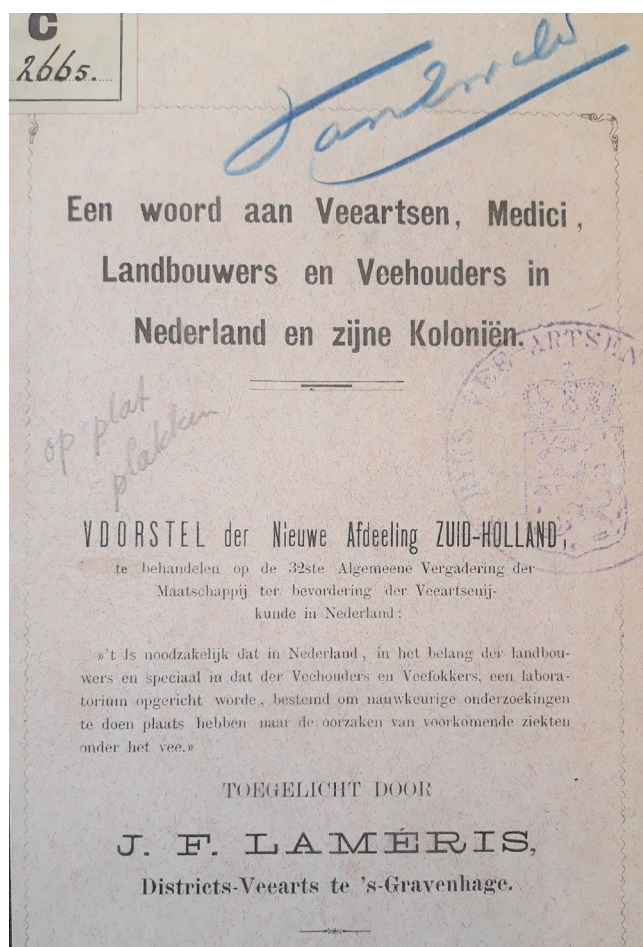 C
2665.
Een woord aan Veeartsen, Medici,
Landbouwers en Veehouders in
Nederland en zijne Koloniën.
op plat
plakken
VOORSTEL der Nieuwe Afdeeling ZUID-HOLLAND,
te behandelen op de 32ste Algemeene Vergadering der
Maatschappij ter bevordering der Veeartsenij-
kunde in Nederland:
»'t Is noodzakelijk dat in Nederland, in het belang der landbou-
wers en speciaal in dat der Veehouders en Veefokkers, een labora-
torium opgericht worde, bestemd om nauwkeurige onderzoekingen
te doen plaats hebben naar de oorzaken van voorkomende ziekten
onder het vee.»
TOEGELICHT DOOR
J. F. LAMÉRIS,
Districts-Veearts te 's-Gravenhage.